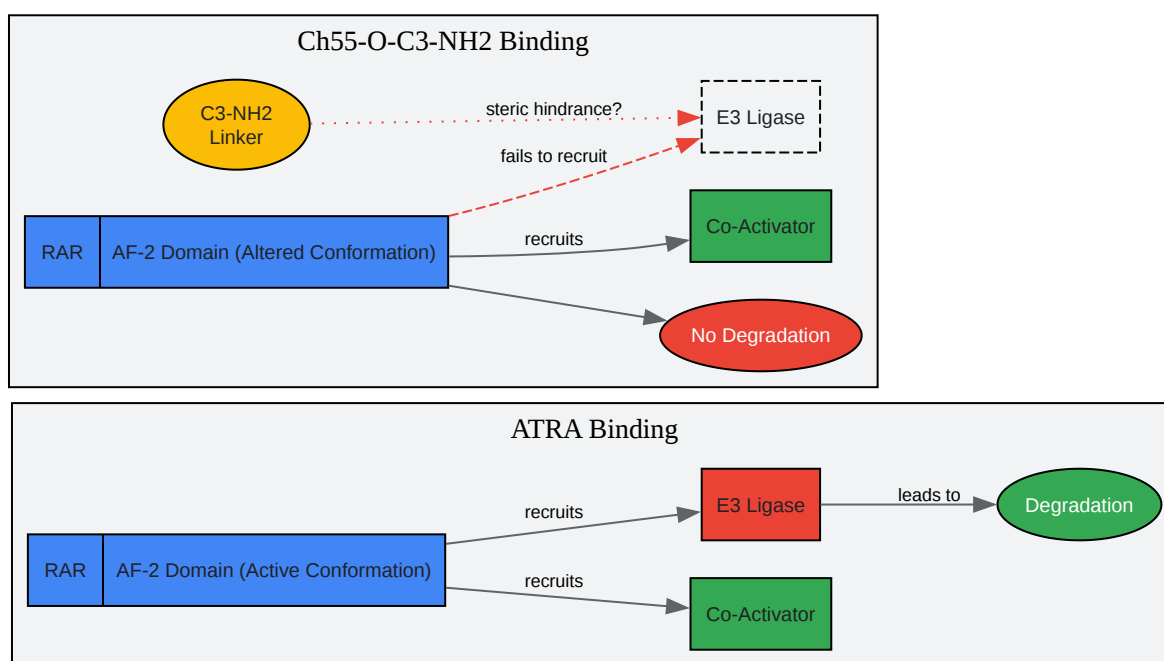 Ch55-O-C3-NH2 Binding
C3-NH2
Linker
steric hindrance?
E3 Ligase
fails to recruit
RAR
AF-2 Domain (Altered Conformation)
recruits
Co-Activator
No Degradation
ATRA Binding
RAR
AF-2 Domain (Active Conformation)
recruits
E3 Ligase
leads to
Degradation
recruits
Co-Activator